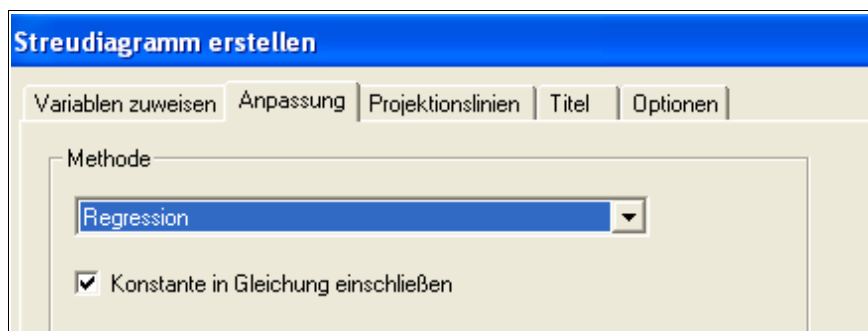 Streudiagramm erstellen
Variablen zuweisen Anpassung Projektionslinien Titel Optionen
Methode
Regression
Konstante in Gleichung einschließen